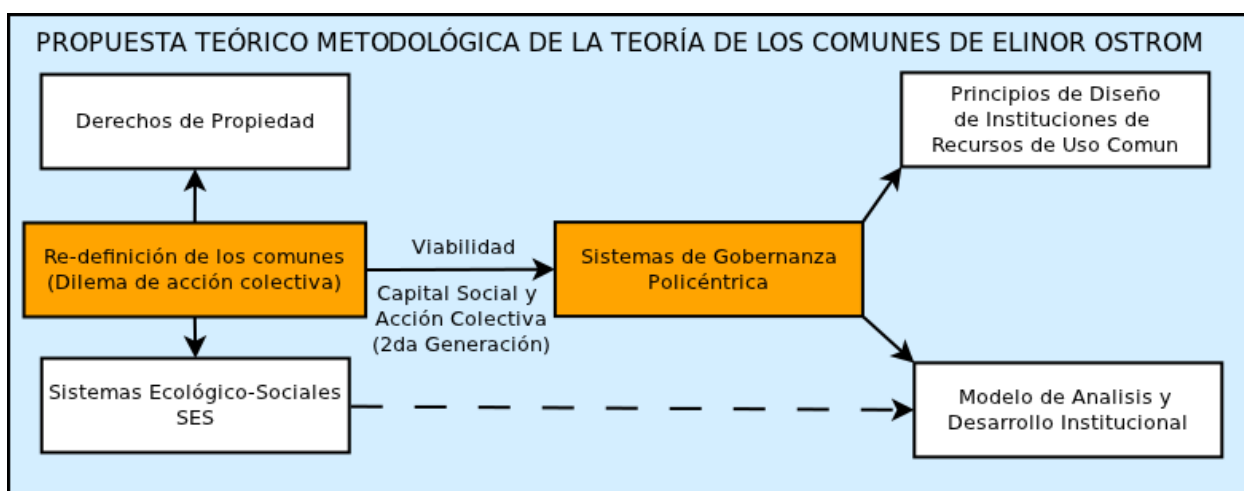 PROPUESTA TEÓRICO METODOLÓGICA DE LA TEORÍA DE LOS COMUNES DE ELINOR OSTROM
Derechos de Propiedad
Principios de Diseño
de Instituciones de
Recursos de Uso Comun
Re-definición de los comunes
(Dilema de acción colectiva)
Viabilidad
Capital Social y
Acción Colectiva
(2da Generación)
Sistemas de Gobernanza
Policéntrica
Sistemas Ecológico-Sociales
SES
Modelo de Analisis y
Desarrollo Institucional